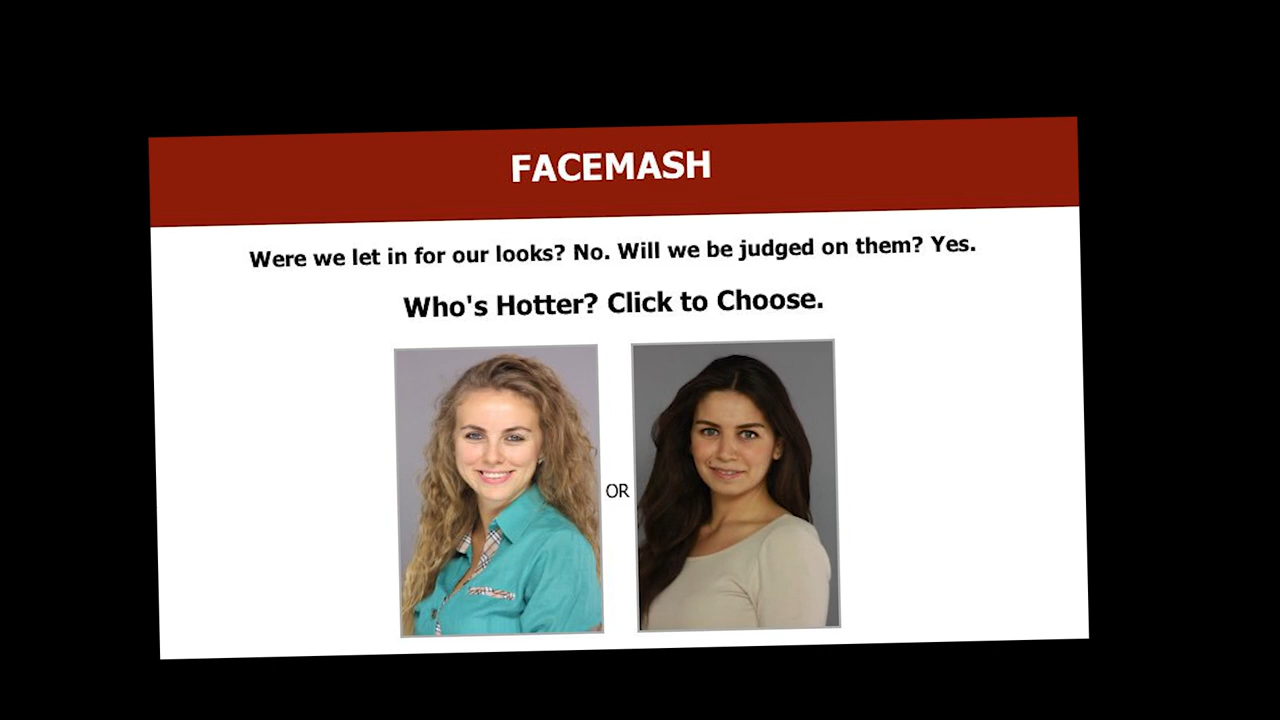 FACEMASH
Were we let in for our looks? No. Will we be judged on them? Yes.
Who's Hotter? Click to Choose.
OR